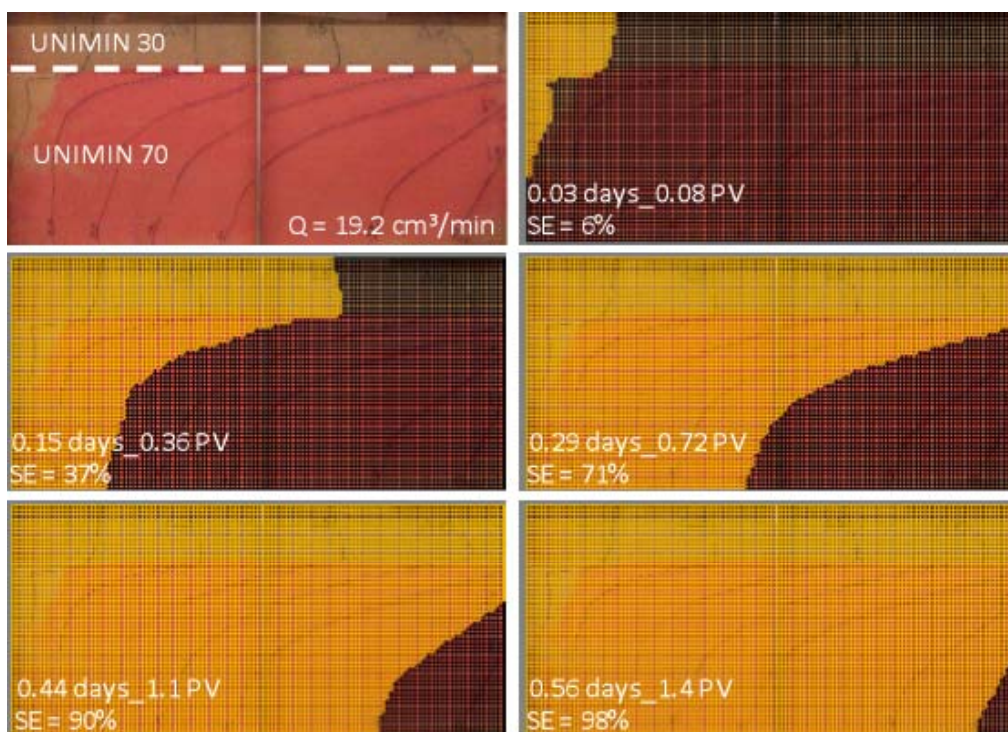 UNIMIN 30
UNIMIN 70
Q = 19.2 cm³/min
0.03 days_0.08 PV
SE = 6%
0.15 days_0.36 PV
SE = 37%
0.29 days_0.72 PV
SE = 71%
0.44 days_1.1 PV
SE = 90%
0.56 days_1.4 PV
SE = 98%